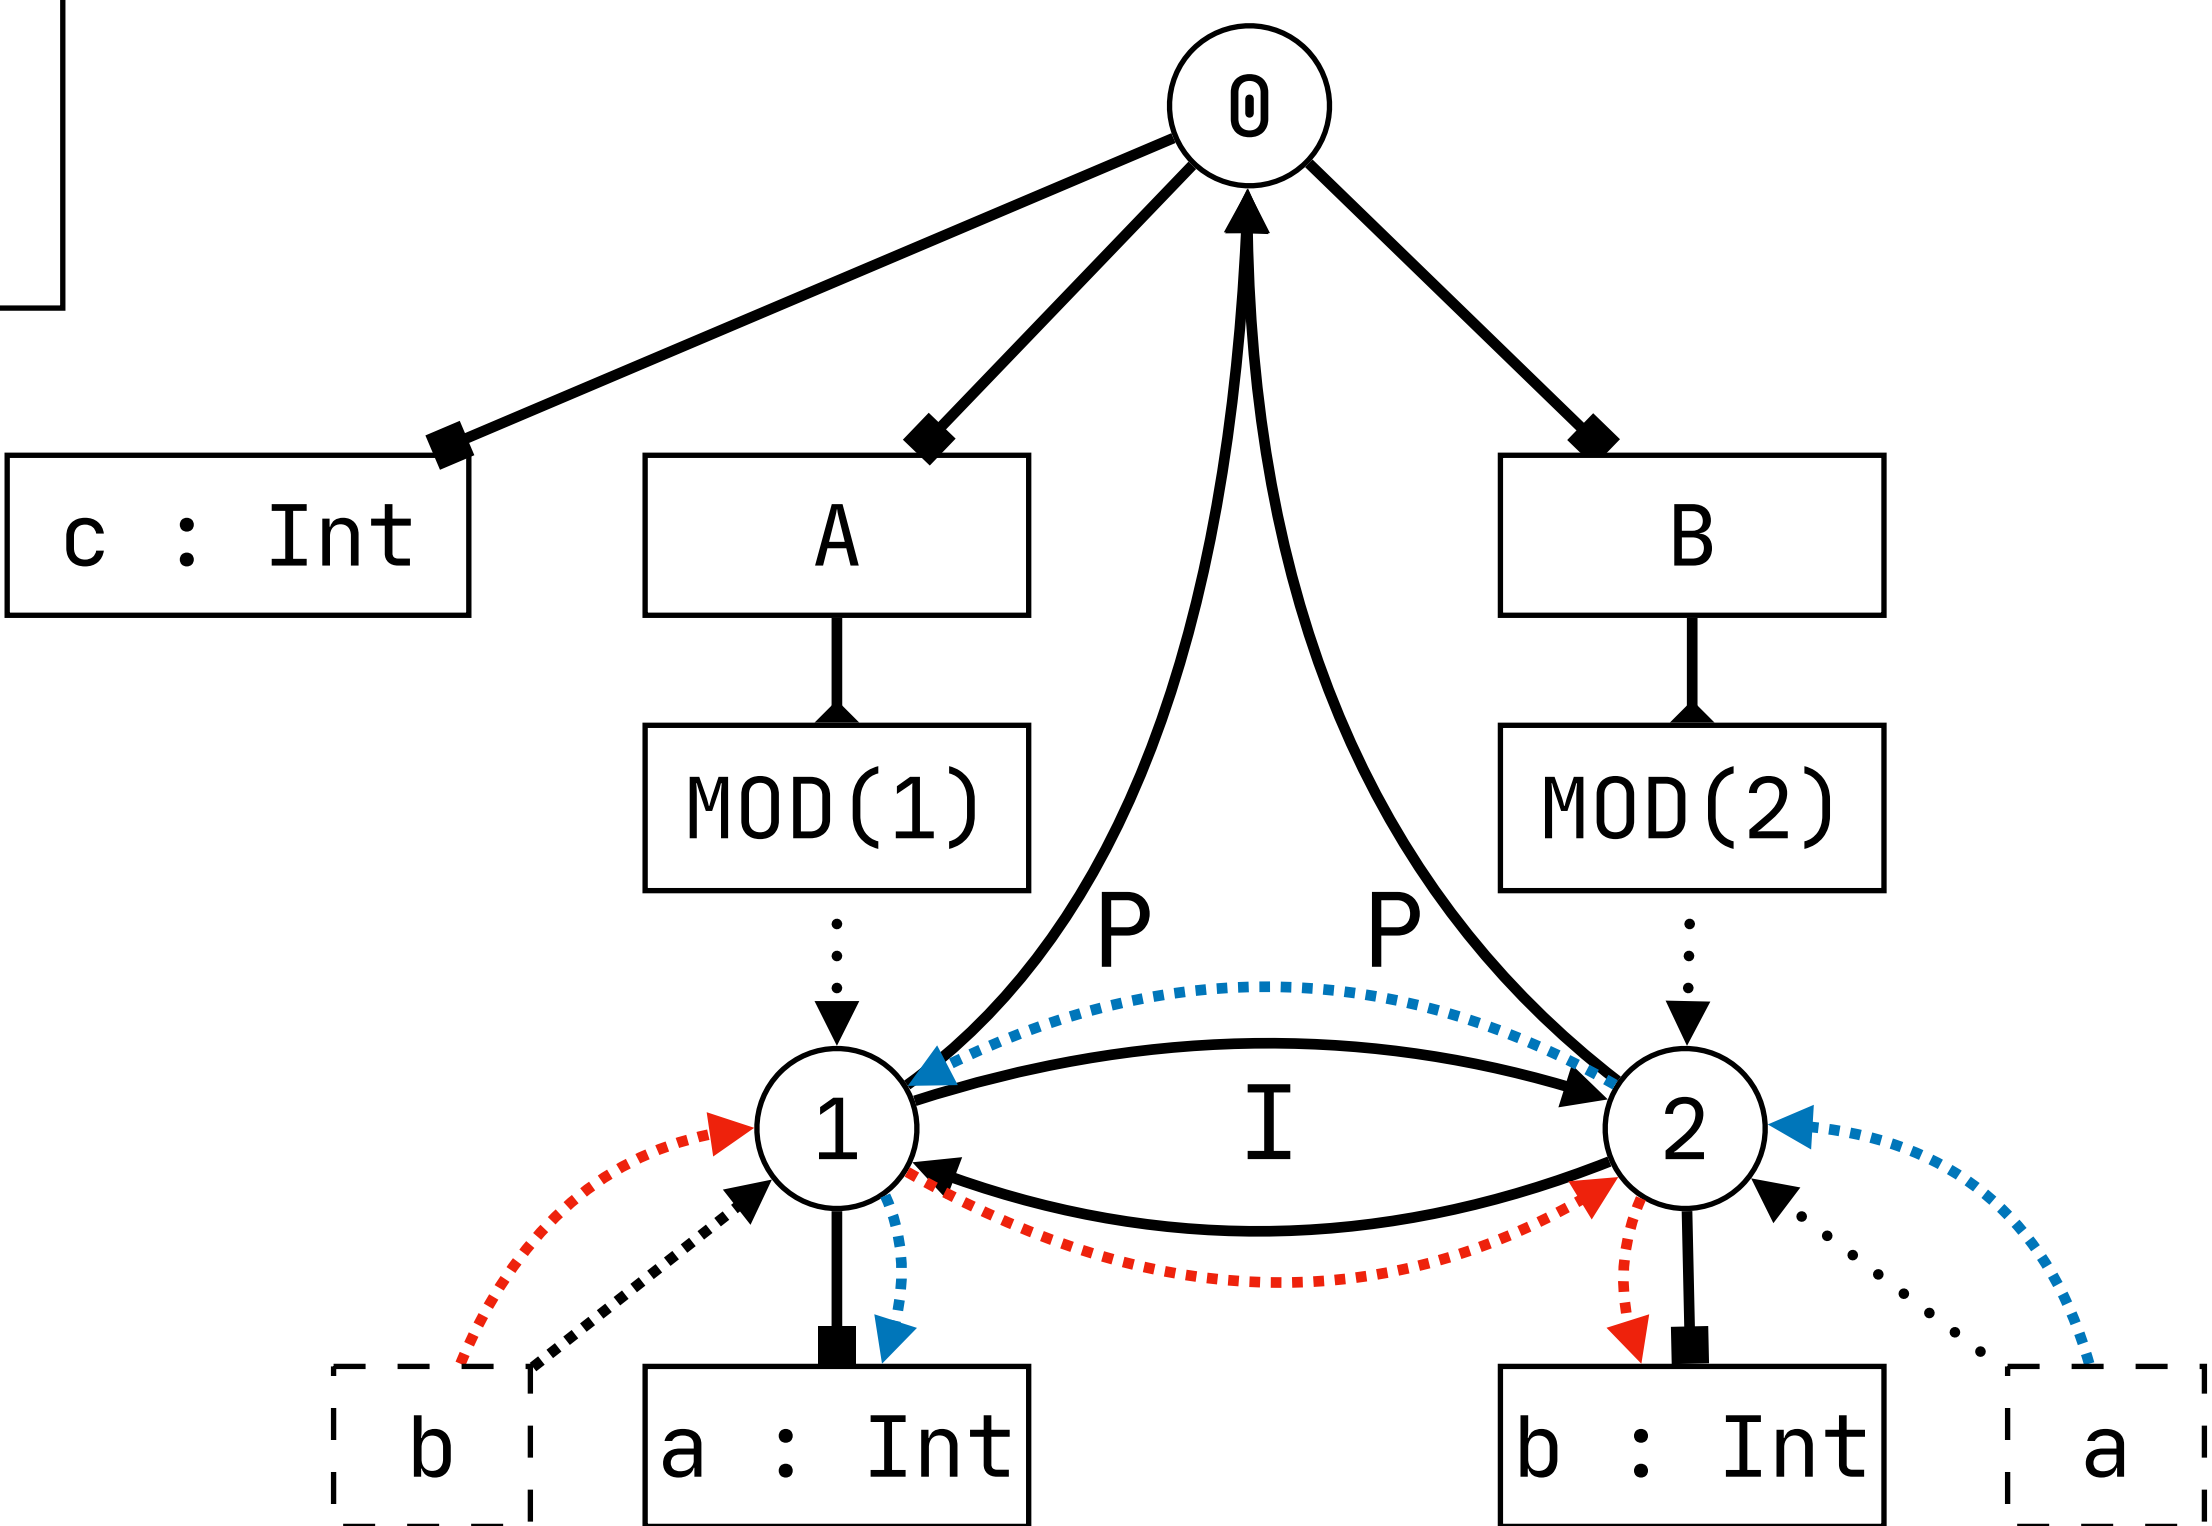 0
c : Int
A
B
MOD(1)
MOD(2)
P
P
1
I
2
b
a : Int
b : Int
a